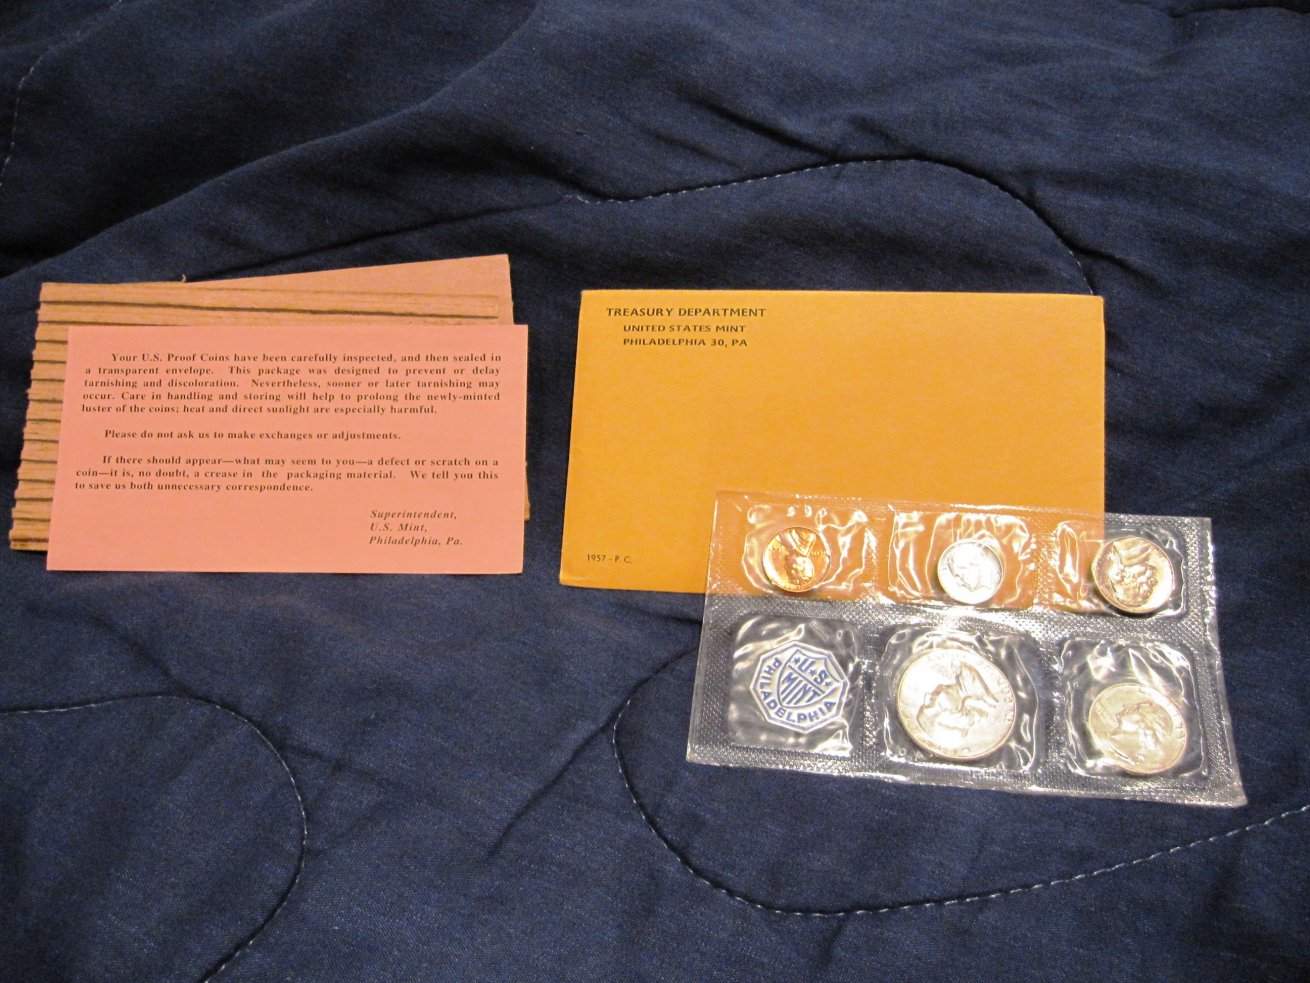 Your U.S. Proof Coins have been carefully inspected, and then sealed in
a transparent envelope. This package was designed to prevent or delay
tarnishing and discoloration. Nevertheless, sooner or later tarnishing may
occur. Care in handling and storing will help to prolong the newly-minted
luster of the coins; heat and direct sunlight are especially harmful.
Please do not ask us to make exchanges or adjustments.
If there should appear—what may seem to you—a defect or scratch on a
coin—it is, no doubt, a crease in the packaging material. We tell you this
to save us both unnecessary correspondence.
Superintendent,
U.S. Mint,
Philadelphia, Pa.
TREASURY DEPARTMENT
UNITED STATES MINT
PHILADELPHIA 30, PA
1957 - P. C.
U★S★
MINT
PHILADELPHIA